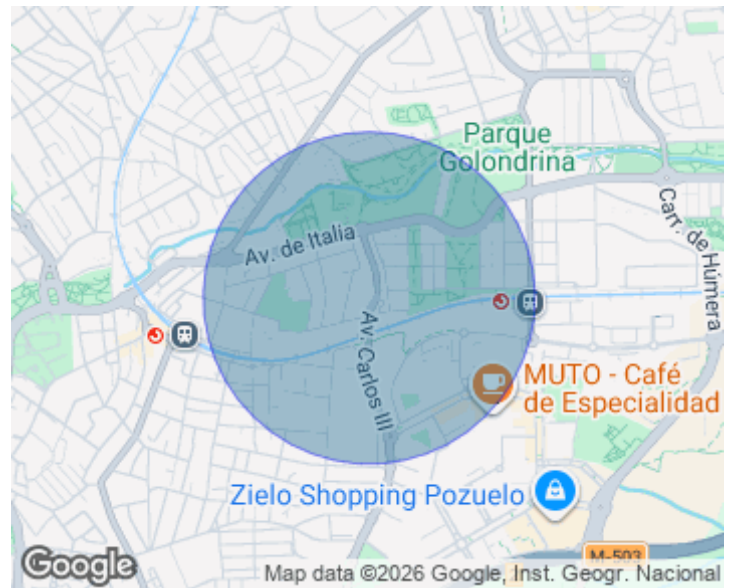 Parque
Golondrina
Av. de Italia
Carr. de Húmera
Av. Carlos III
MUTO - Café
de Especialidad
Zielo Shopping Pozuelo
M-503
Google
Map data ©2026 Google, Inst. Geogr. Nacional